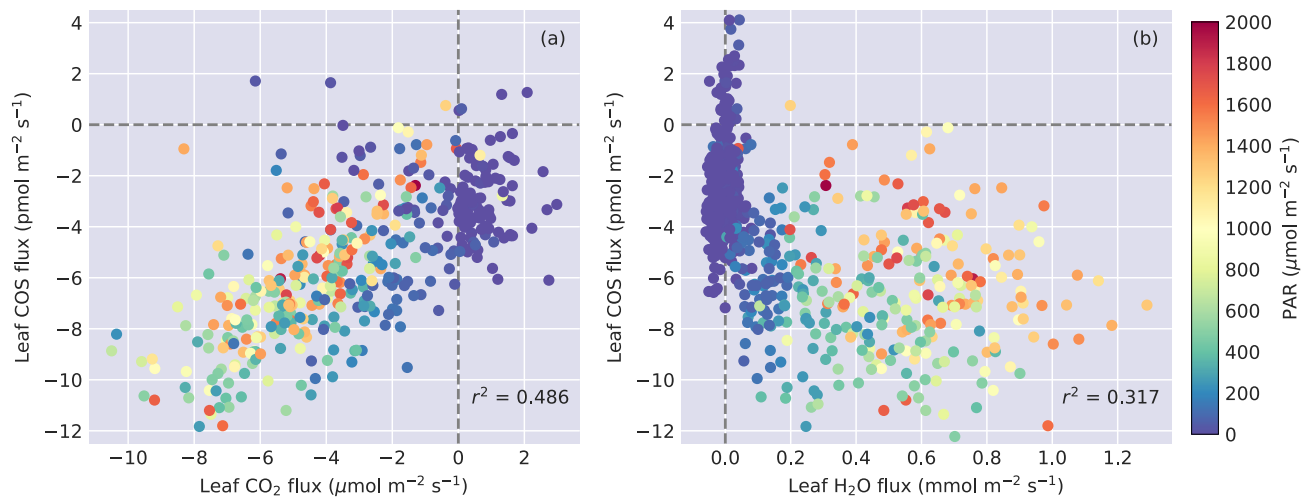 4
2
0
−2
−4
−6
−8
−10
−12
Leaf COS flux (pmol m⁻² s⁻¹)
(a)
r² = 0.486
−10 −8 −6 −4 −2 0 2
Leaf CO₂ flux (μmol m⁻² s⁻¹)
4
2
0
−2
−4
−6
−8
−10
−12
Leaf COS flux (pmol m⁻² s⁻¹)
(b)
r² = 0.317
0.0 0.2 0.4 0.6 0.8 1.0 1.2
Leaf H₂O flux (mmol m⁻² s⁻¹)
2000
1800
1600
1400
1200
1000
800
600
400
200
0
PAR (μmol m⁻² s⁻¹)